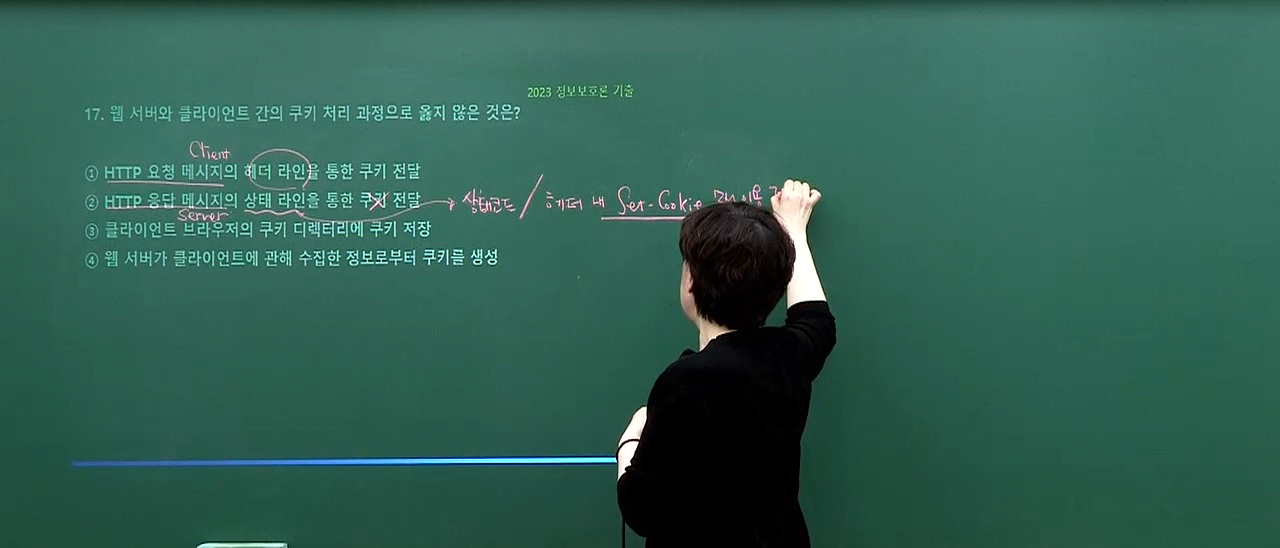 2023 정보보호론 기출
17. 웹 서버와 클라이언트 간의 쿠키 처리 과정으로 옳지 않은 것은?
Client
① HTTP 요청 메시지의 헤더 라인을 통한 쿠키 전달
② HTTP 응답 메시지의 상태 라인을 통한 쿠키 전달 상태코드 / 헤더 내 Set-Cookie
Server
③ 클라이언트 브라우저의 쿠키 디렉터리에 쿠키 저장
④ 웹 서버가 클라이언트에 관해 수집한 정보로부터 쿠키를 생성